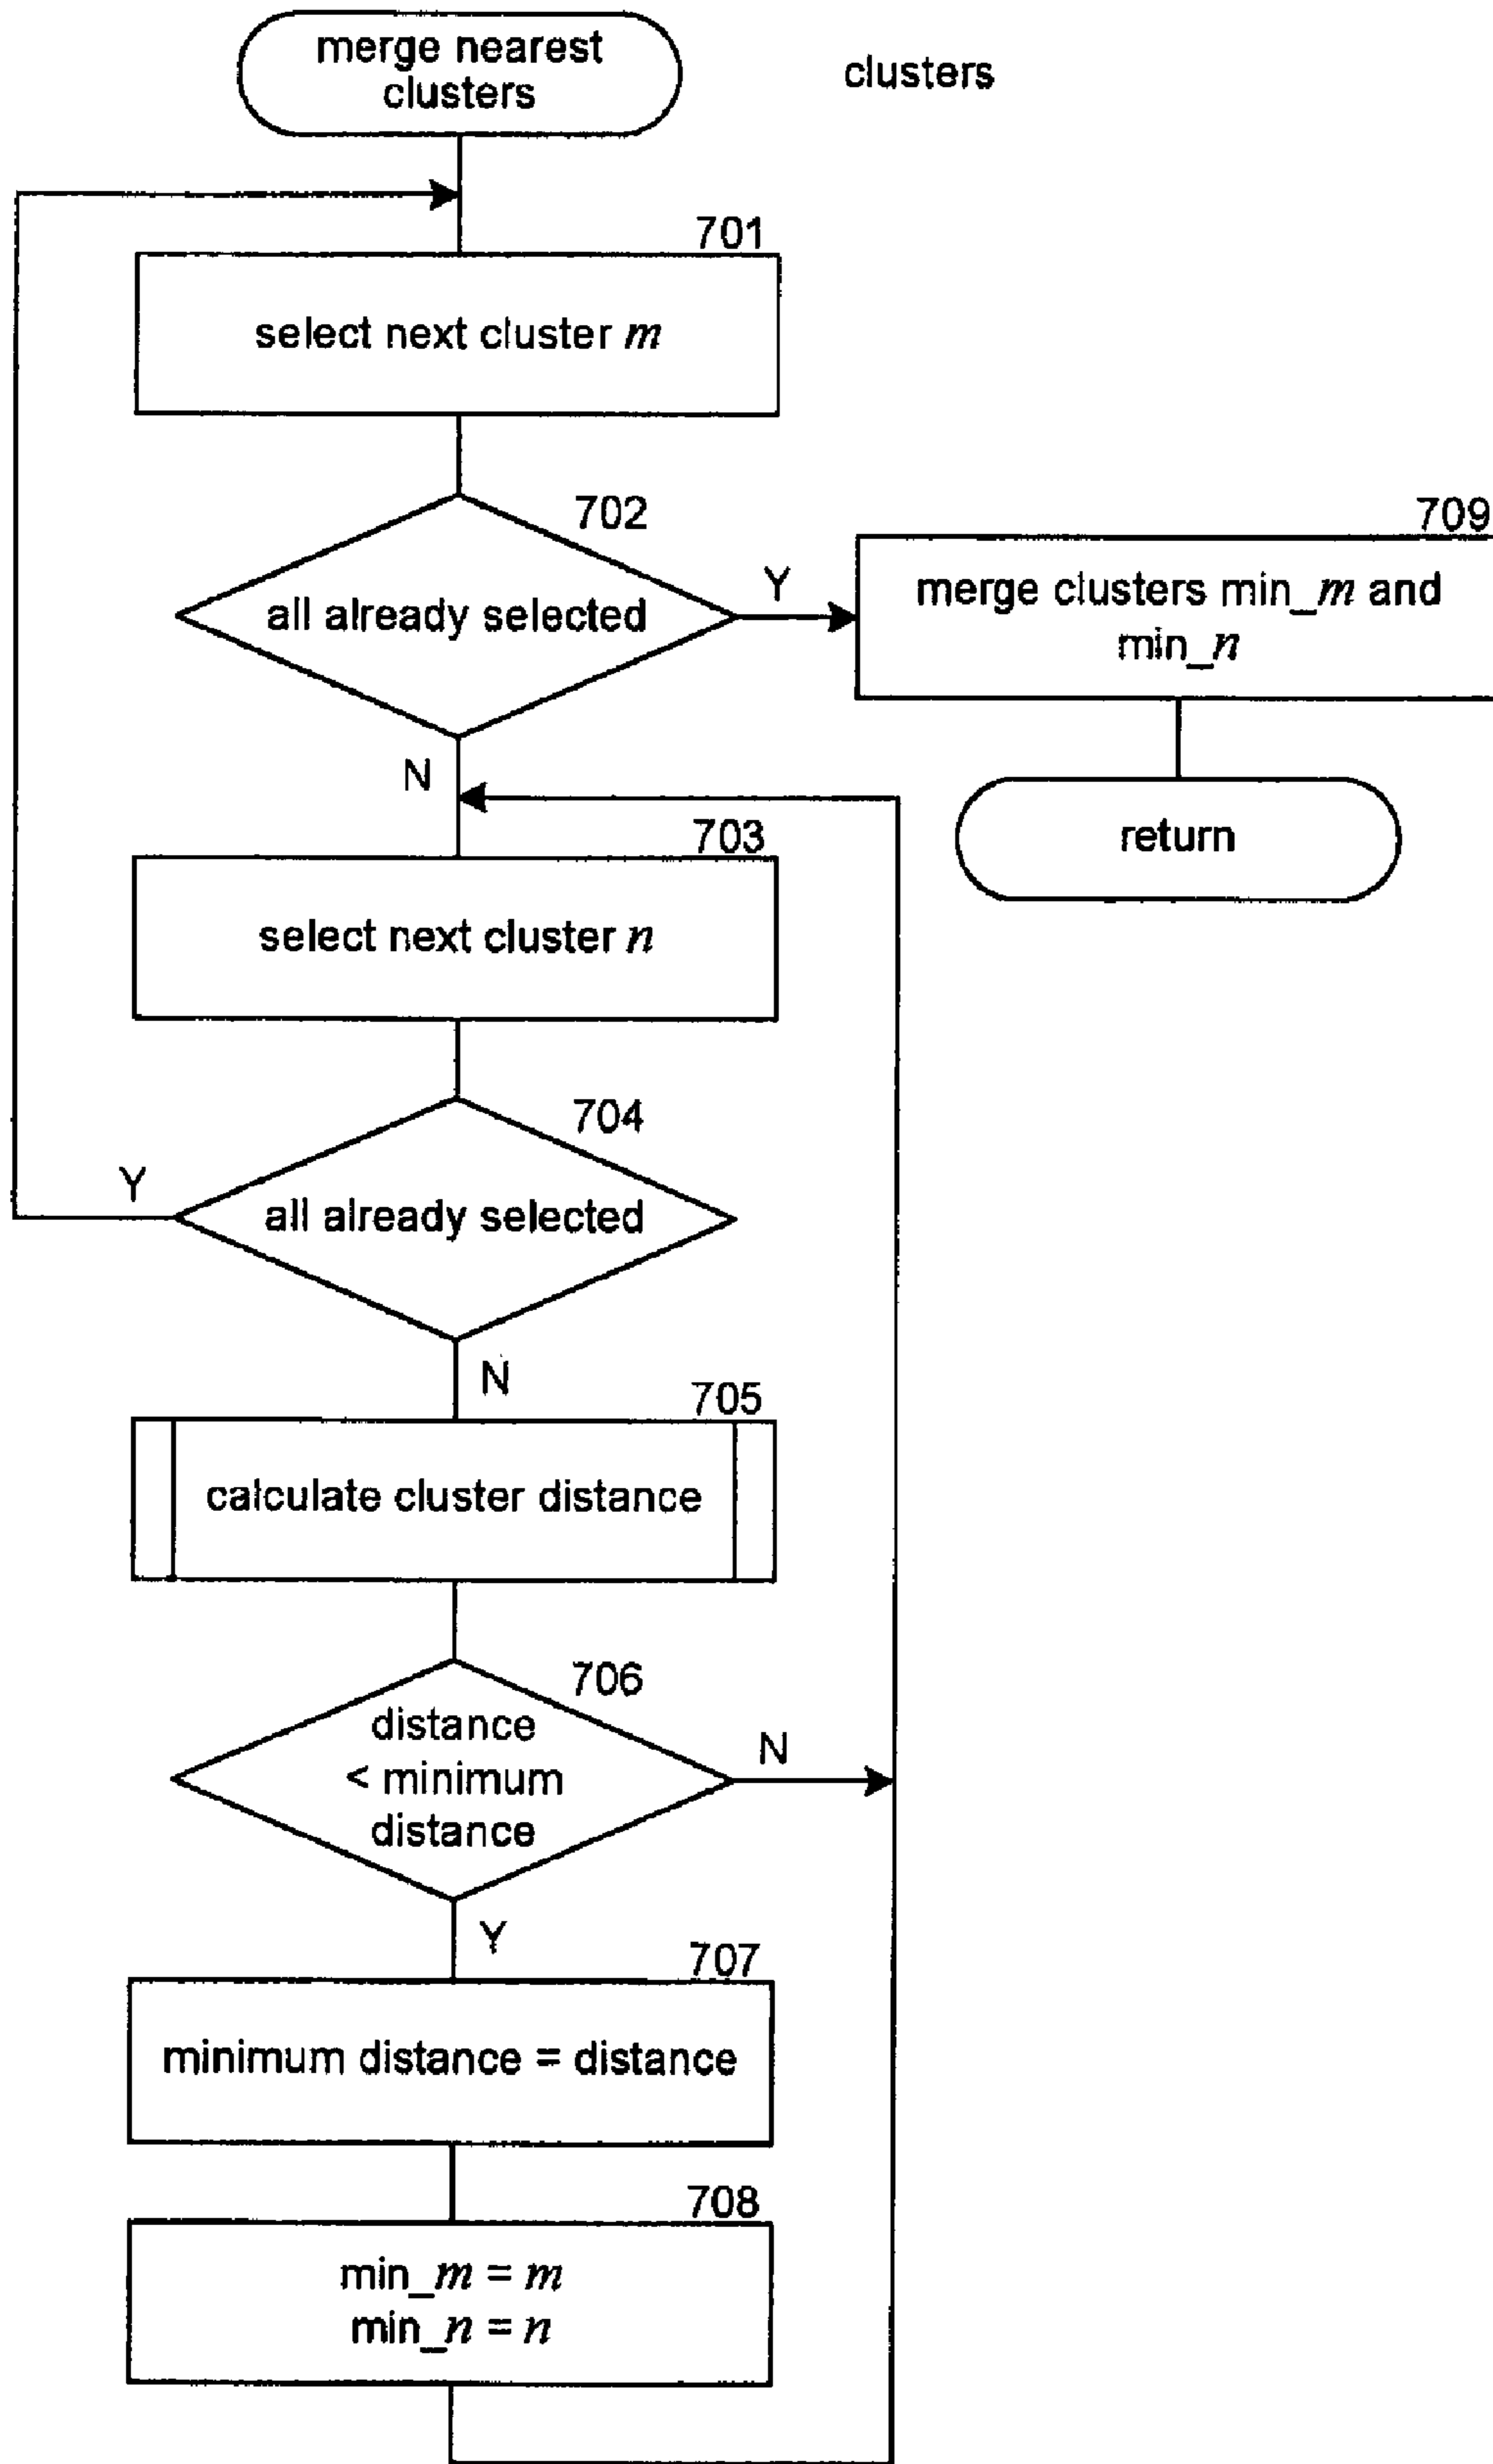 merge nearest
clusters
clusters
701
select next cluster m
702
all already selected
Y
N
709
merge clusters min_m and
min_n
return
703
select next cluster n
704
all already selected
Y
N
705
calculate cluster distance
706
distance
< minimum
distance
N
Y
707
minimum distance = distance
708
min_m = m
min_n = n